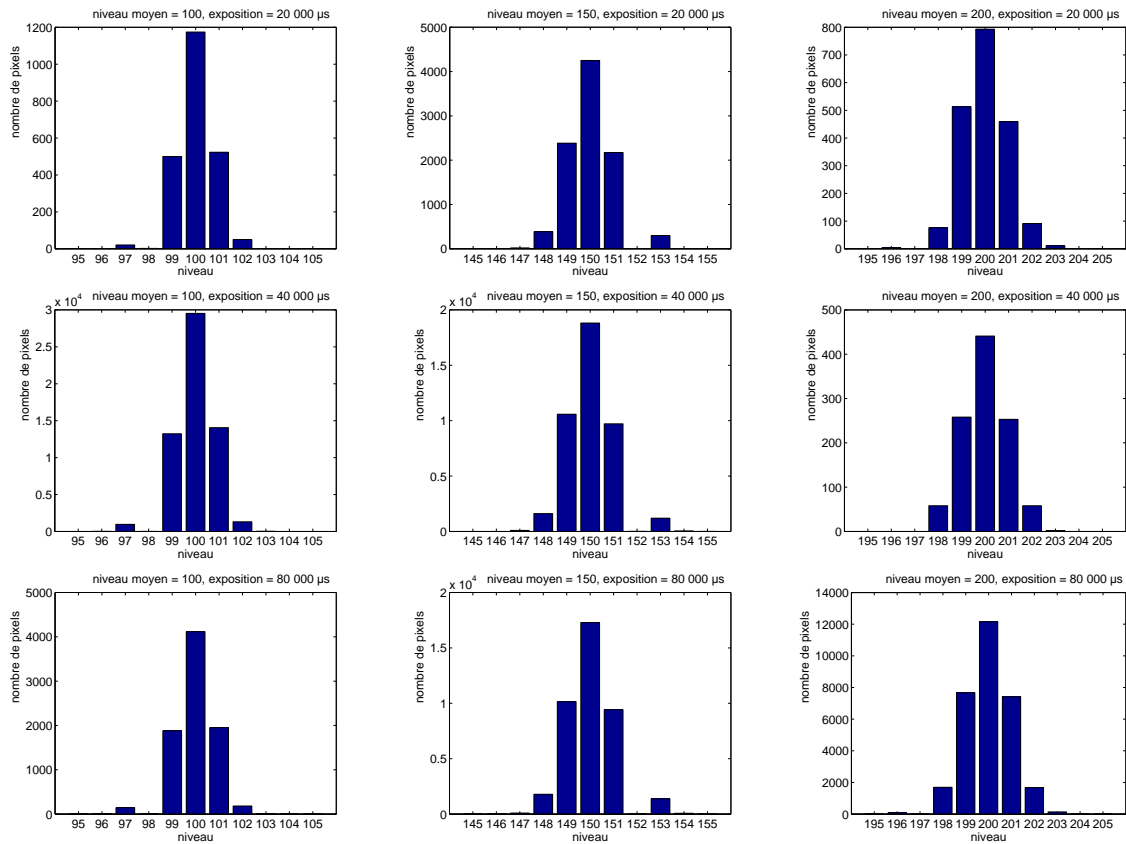 niveau moyen = 100, exposition = 20 000 µs
1200
1000
800
600
400
200
0
nombre de pixels
95 96 97 98 99 100 101 102 103 104 105
niveau
niveau moyen = 150, exposition = 20 000 µs
5000
4000
3000
2000
1000
0
nombre de pixels
145 146 147 148 149 150 151 152 153 154 155
niveau
niveau moyen = 200, exposition = 20 000 µs
800
700
600
500
400
300
200
100
0
nombre de pixels
195 196 197 198 199 200 201 202 203 204 205
niveau
niveau moyen = 100, exposition = 40 000 µs
x 10^4
3
2.5
2
1.5
1
0.5
0
nombre de pixels
95 96 97 98 99 100 101 102 103 104 105
niveau
niveau moyen = 150, exposition = 40 000 µs
x 10^4
2
1.5
1
0.5
0
nombre de pixels
145 146 147 148 149 150 151 152 153 154 155
niveau
niveau moyen = 200, exposition = 40 000 µs
500
400
300
200
100
0
nombre de pixels
195 196 197 198 199 200 201 202 203 204 205
niveau
niveau moyen = 100, exposition = 80 000 µs
5000
4000
3000
2000
1000
0
nombre de pixels
95 96 97 98 99 100 101 102 103 104 105
niveau
niveau moyen = 150, exposition = 80 000 µs
x 10^4
2
1.5
1
0.5
0
nombre de pixels
145 146 147 148 149 150 151 152 153 154 155
niveau
niveau moyen = 200, exposition = 80 000 µs
14000
12000
10000
8000
6000
4000
2000
0
nombre de pixels
195 196 197 198 199 200 201 202 203 204 205
niveau